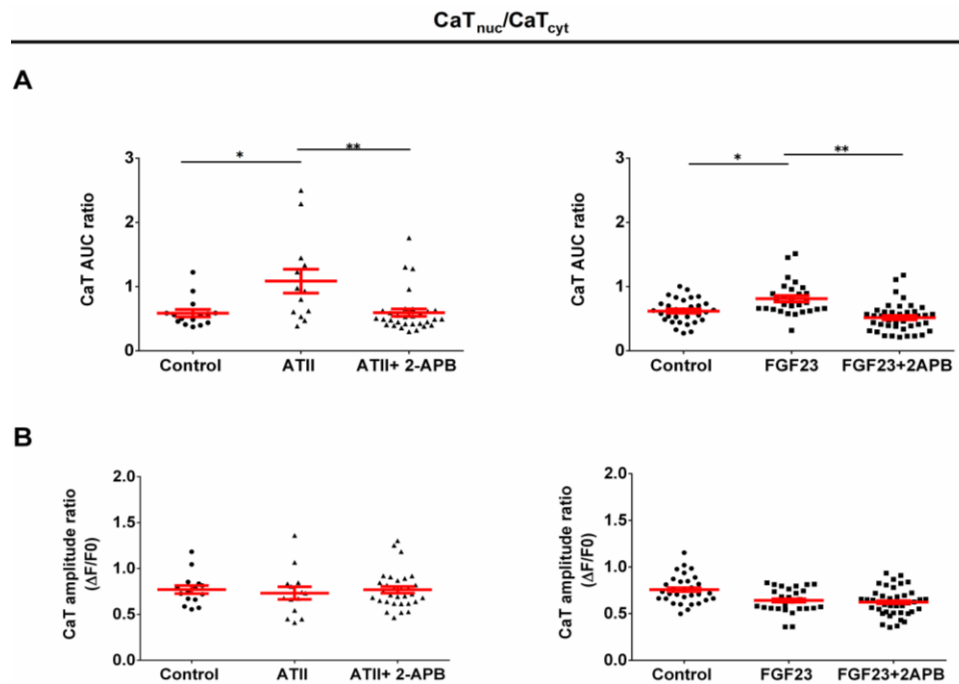 CaTnuc/CaTcyt
A
* ** * **
3 3
2 2
1 1
0 0
CaT AUC ratio CaT AUC ratio
Control ATII ATII+ 2-APB Control FGF23 FGF23+2APB
B
2.0 2.0
1.5 1.5
1.0 1.0
0.5 0.5
0.0 0.0
CaT amplitude ratio CaT amplitude ratio
(ΔF/F0) (ΔF/F0)
Control ATII ATII+ 2-APB Control FGF23 FGF23+2APB